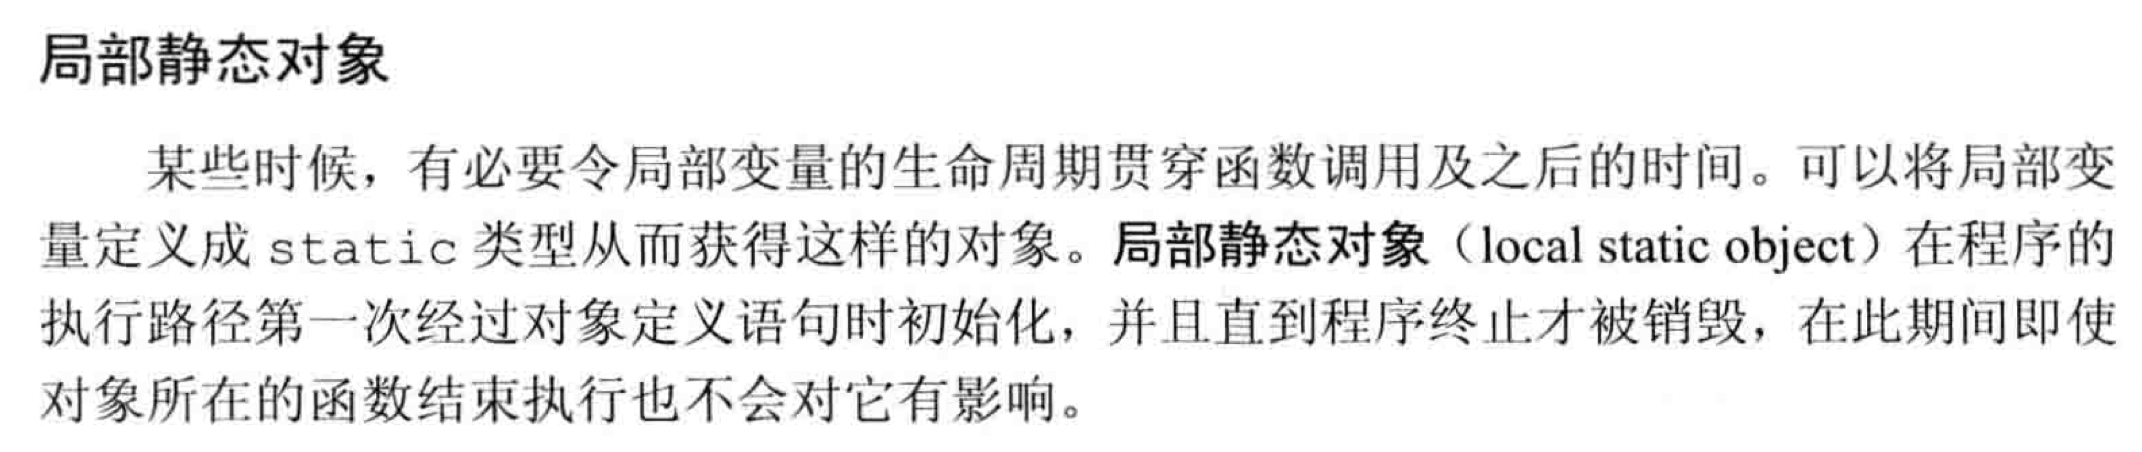 局部静态对象
某些时候，有必要令局部变量的生命周期贯穿函数调用及之后的时间。可以将局部变
量定义成 static 类型从而获得这样的对象。局部静态对象（local static object）在程序的
执行路径第一次经过对象定义语句时初始化，并且直到程序终止才被销毁，在此期间即使
对象所在的函数结束执行也不会对它有影响。